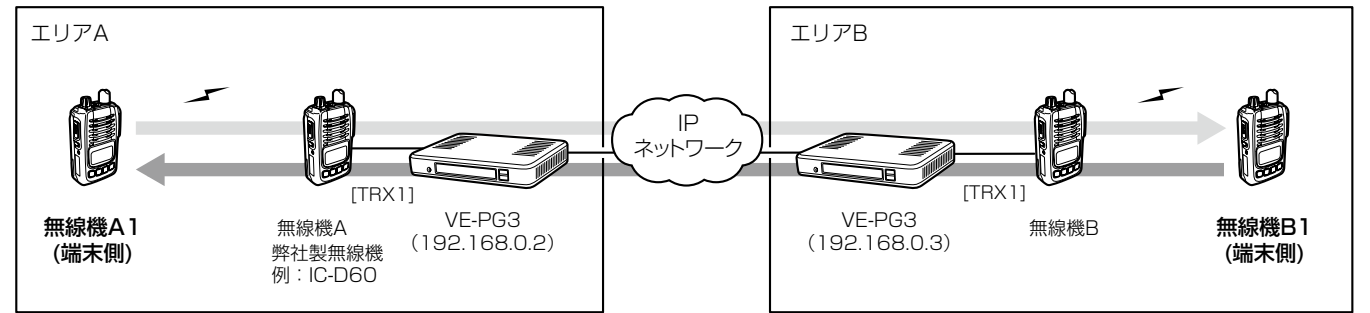 エリアA
エリアB
IP
ネットワーク
[TRX1]
[TRX1]
無線機A1
(端末側)
無線機A
弊社製無線機
例：IC-D60
VE-PG3
（192.168.0.2）
VE-PG3
（192.168.0.3）
無線機B
無線機B1
(端末側)